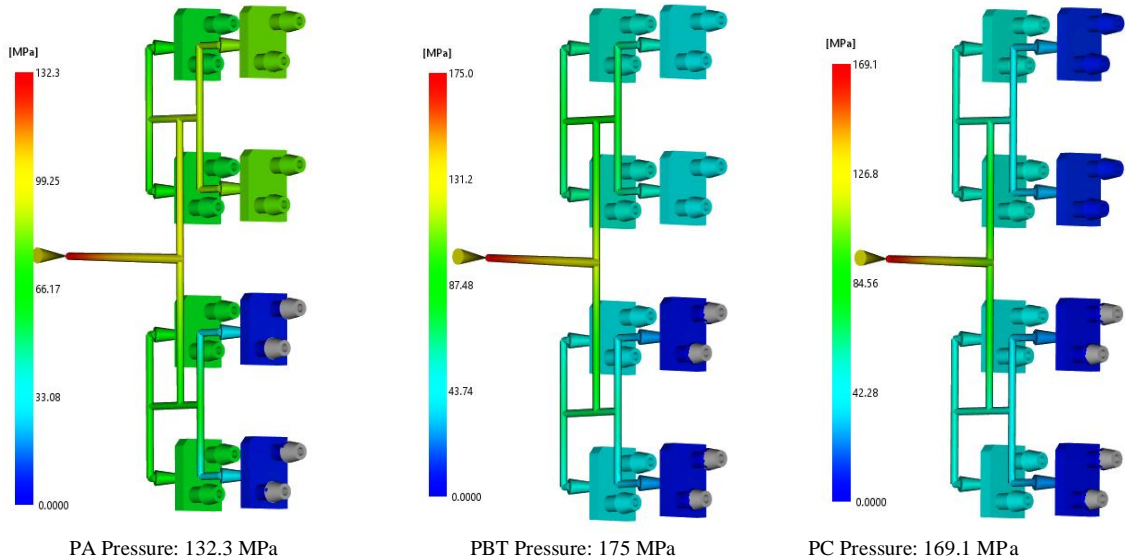 [MPa]
132.3
99.25
66.17
33.08
0.0000
[MPa]
175.0
131.2
87.48
43.74
0.0000
[MPa]
169.1
126.8
84.56
42.28
0.0000
PA Pressure: 132.3 MPa
PBT Pressure: 175 MPa
PC Pressure: 169.1 MPa